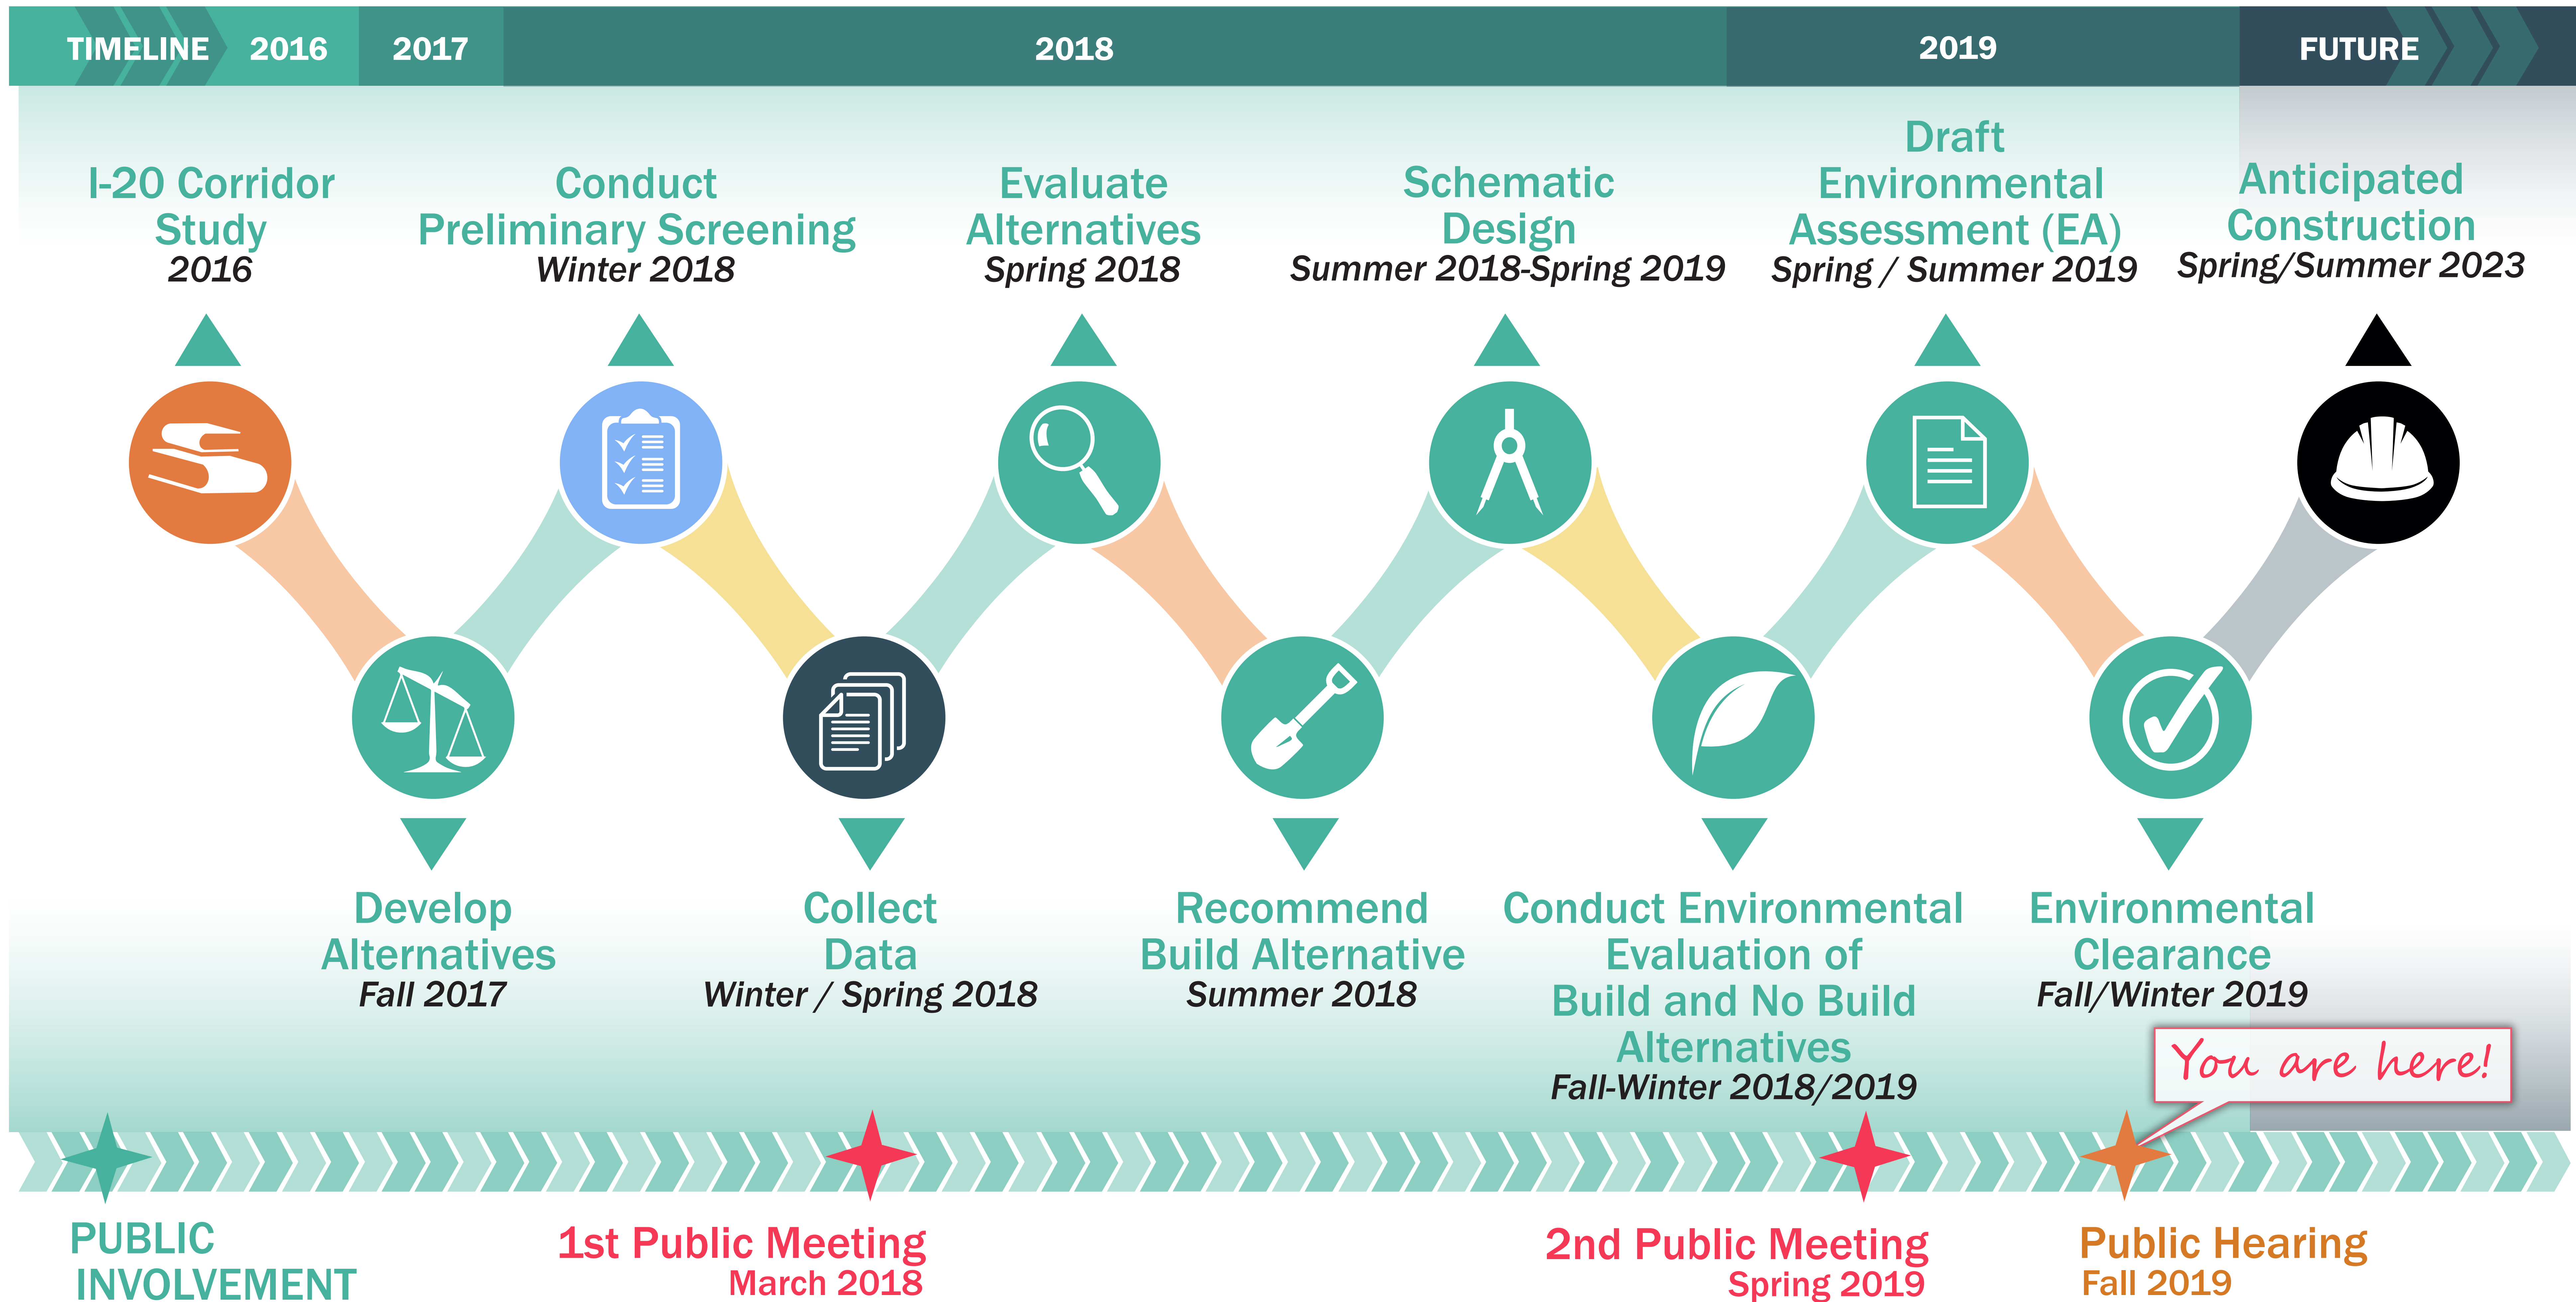 TIMELINE 2016 2017 2018 2019 FUTURE
I-20 Corridor
Study
2016
Conduct
Preliminary Screening
Winter 2018
Evaluate
Alternatives
Spring 2018
Schematic
Design
Summer 2018-Spring 2019
Draft
Environmental
Assessment (EA)
Spring / Summer 2019
Anticipated
Construction
Spring/Summer 2023
Develop
Alternatives
Fall 2017
Collect
Data
Winter / Spring 2018
Recommend
Build Alternative
Summer 2018
Conduct Environmental
Evaluation of
Build and No Build
Alternatives
Fall-Winter 2018/2019
Environmental
Clearance
Fall/Winter 2019
You are here!
PUBLIC
INVOLVEMENT
1st Public Meeting
March 2018
2nd Public Meeting
Spring 2019
Public Hearing
Fall 2019